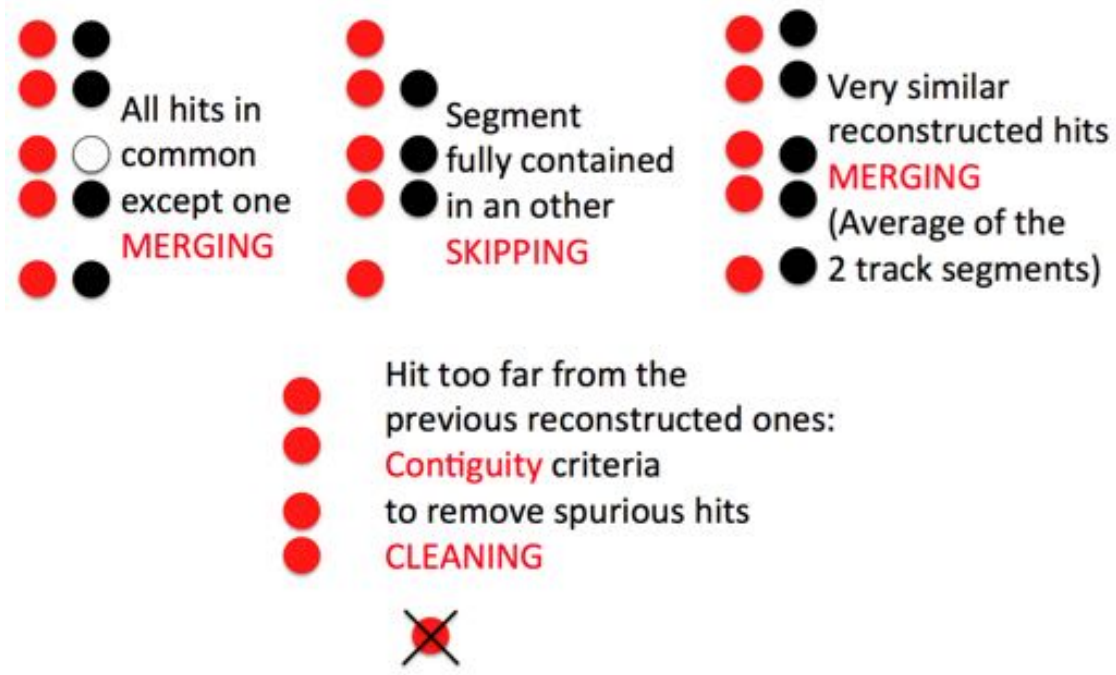 All hits in
common
except one
MERGING
Segment
fully contained
in an other
SKIPPING
Very similar
reconstructed hits
MERGING
(Average of the
2 track segments)
Hit too far from the
previous reconstructed ones:
Contiguity criteria
to remove spurious hits
CLEANING